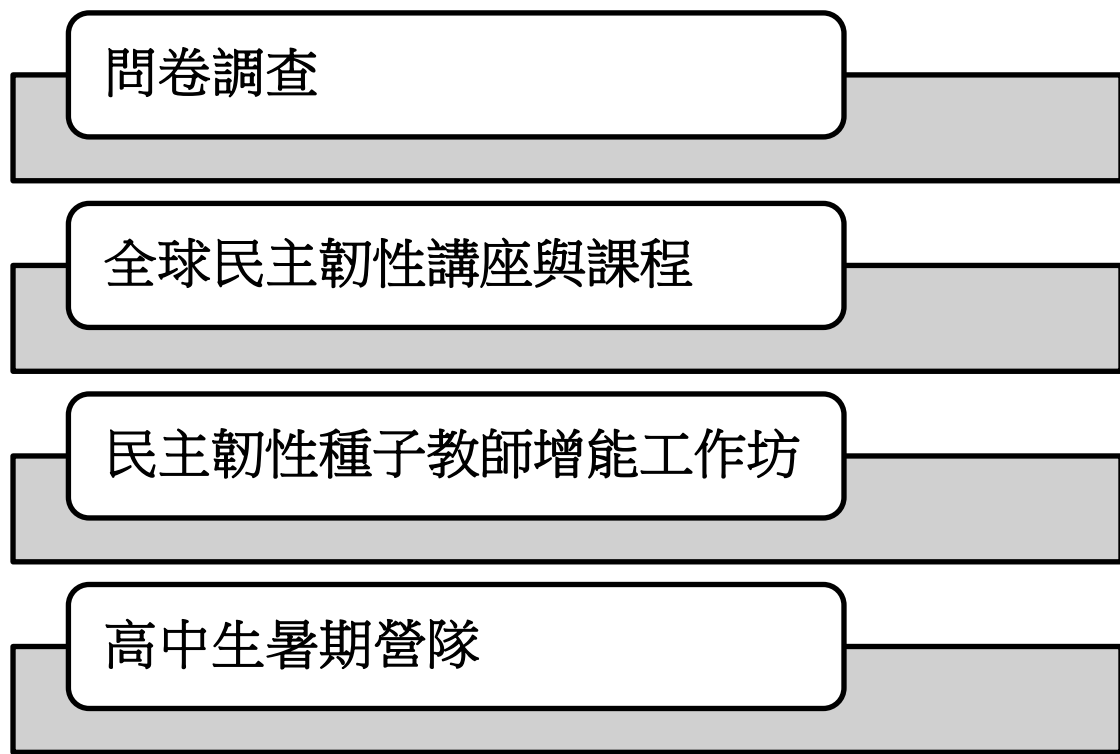 問卷調查
全球民主韌性講座與課程
民主韌性種子教師增能工作坊
高中生暑期營隊